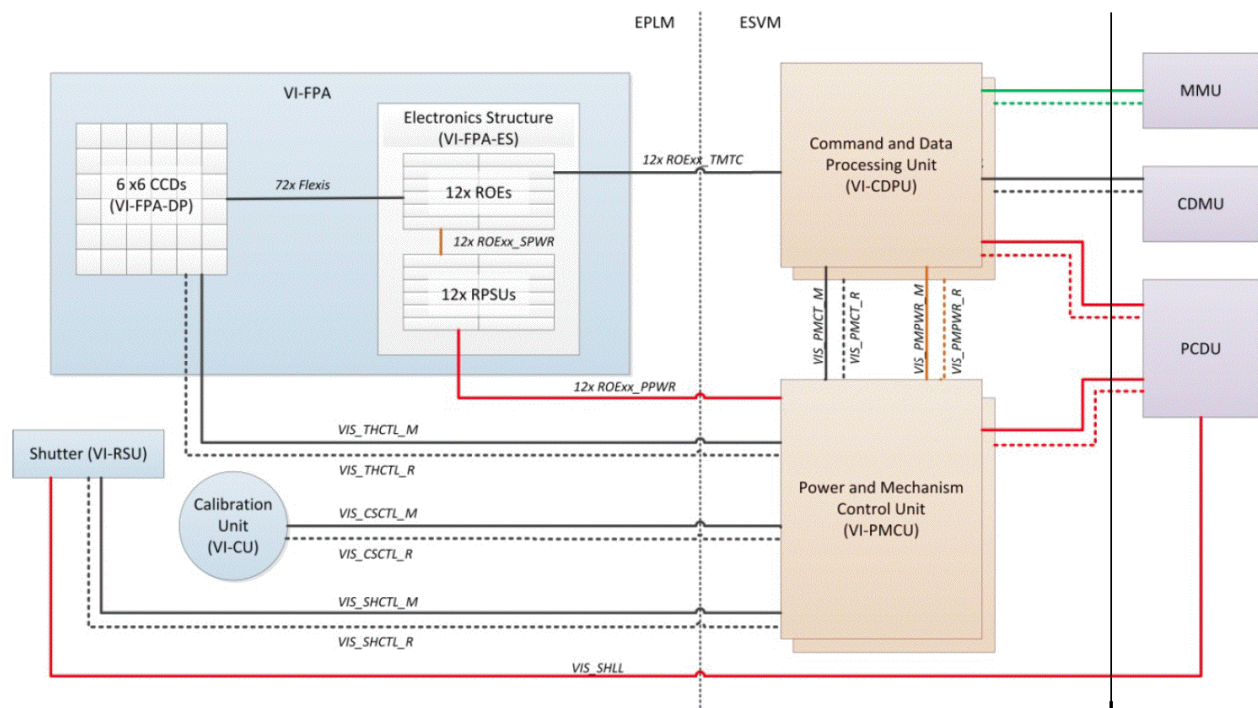 EPLM
ESVM
VI-FPA
MMU
Electronics Structure
(VI-FPA-ES)
Command and Data
Processing Unit
(VI-CDPU)
12x ROExx_TMTC
6 x6 CCDs
(VI-FPA-DP)
72x Flexis
12x ROEs
CDMU
12x ROExx_SPWR
12x RPSUs
VIS_PMCT_M
VIS_PMCT_R
VIS_PMPWR_M
VIS_PMPWR_R
PCDU
12x ROExx_PPWR
VIS_THCTL_M
Shutter (VI-RSU)
VIS_THCTL_R
Calibration
Unit
(VI-CU)
Power and Mechanism
Control Unit
(VI-PMCU)
VIS_CSCTL_M
VIS_CSCTL_R
VIS_SHCTL_M
VIS_SHCTL_R
VIS_SHLL